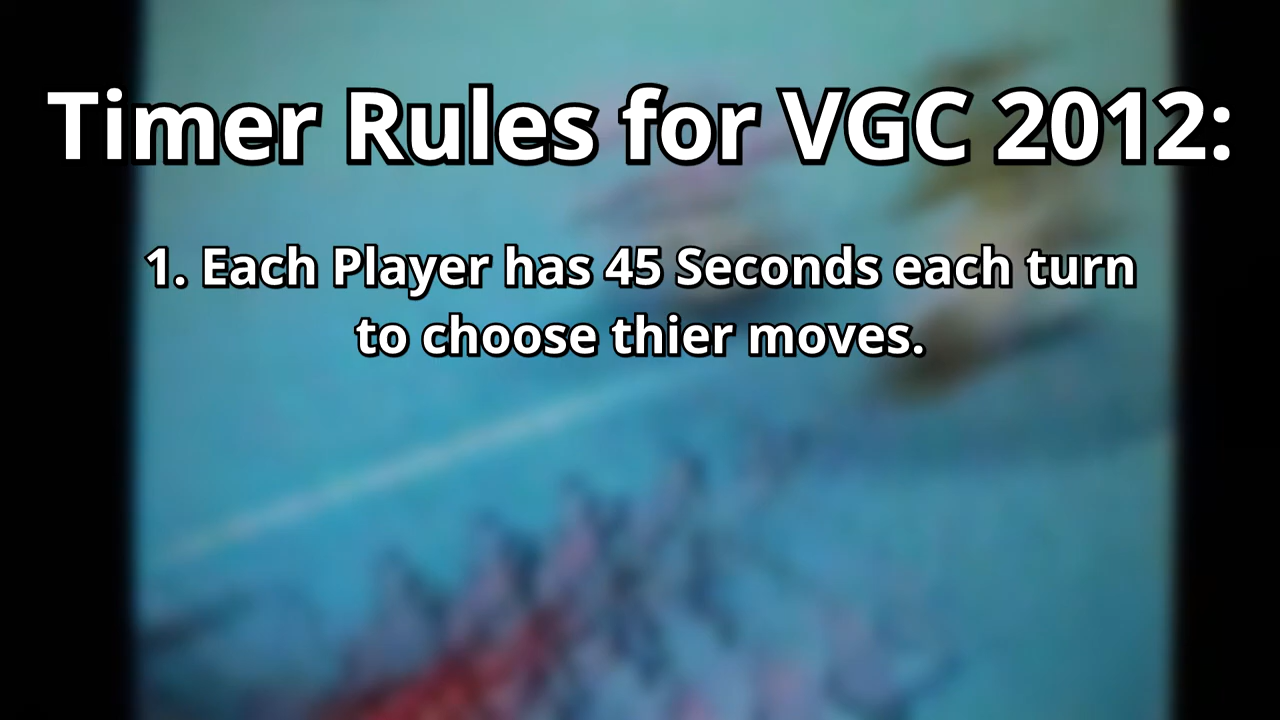 Timer Rules for VGC 2012:
1. Each Player has 45 Seconds each turn
to choose thier moves.